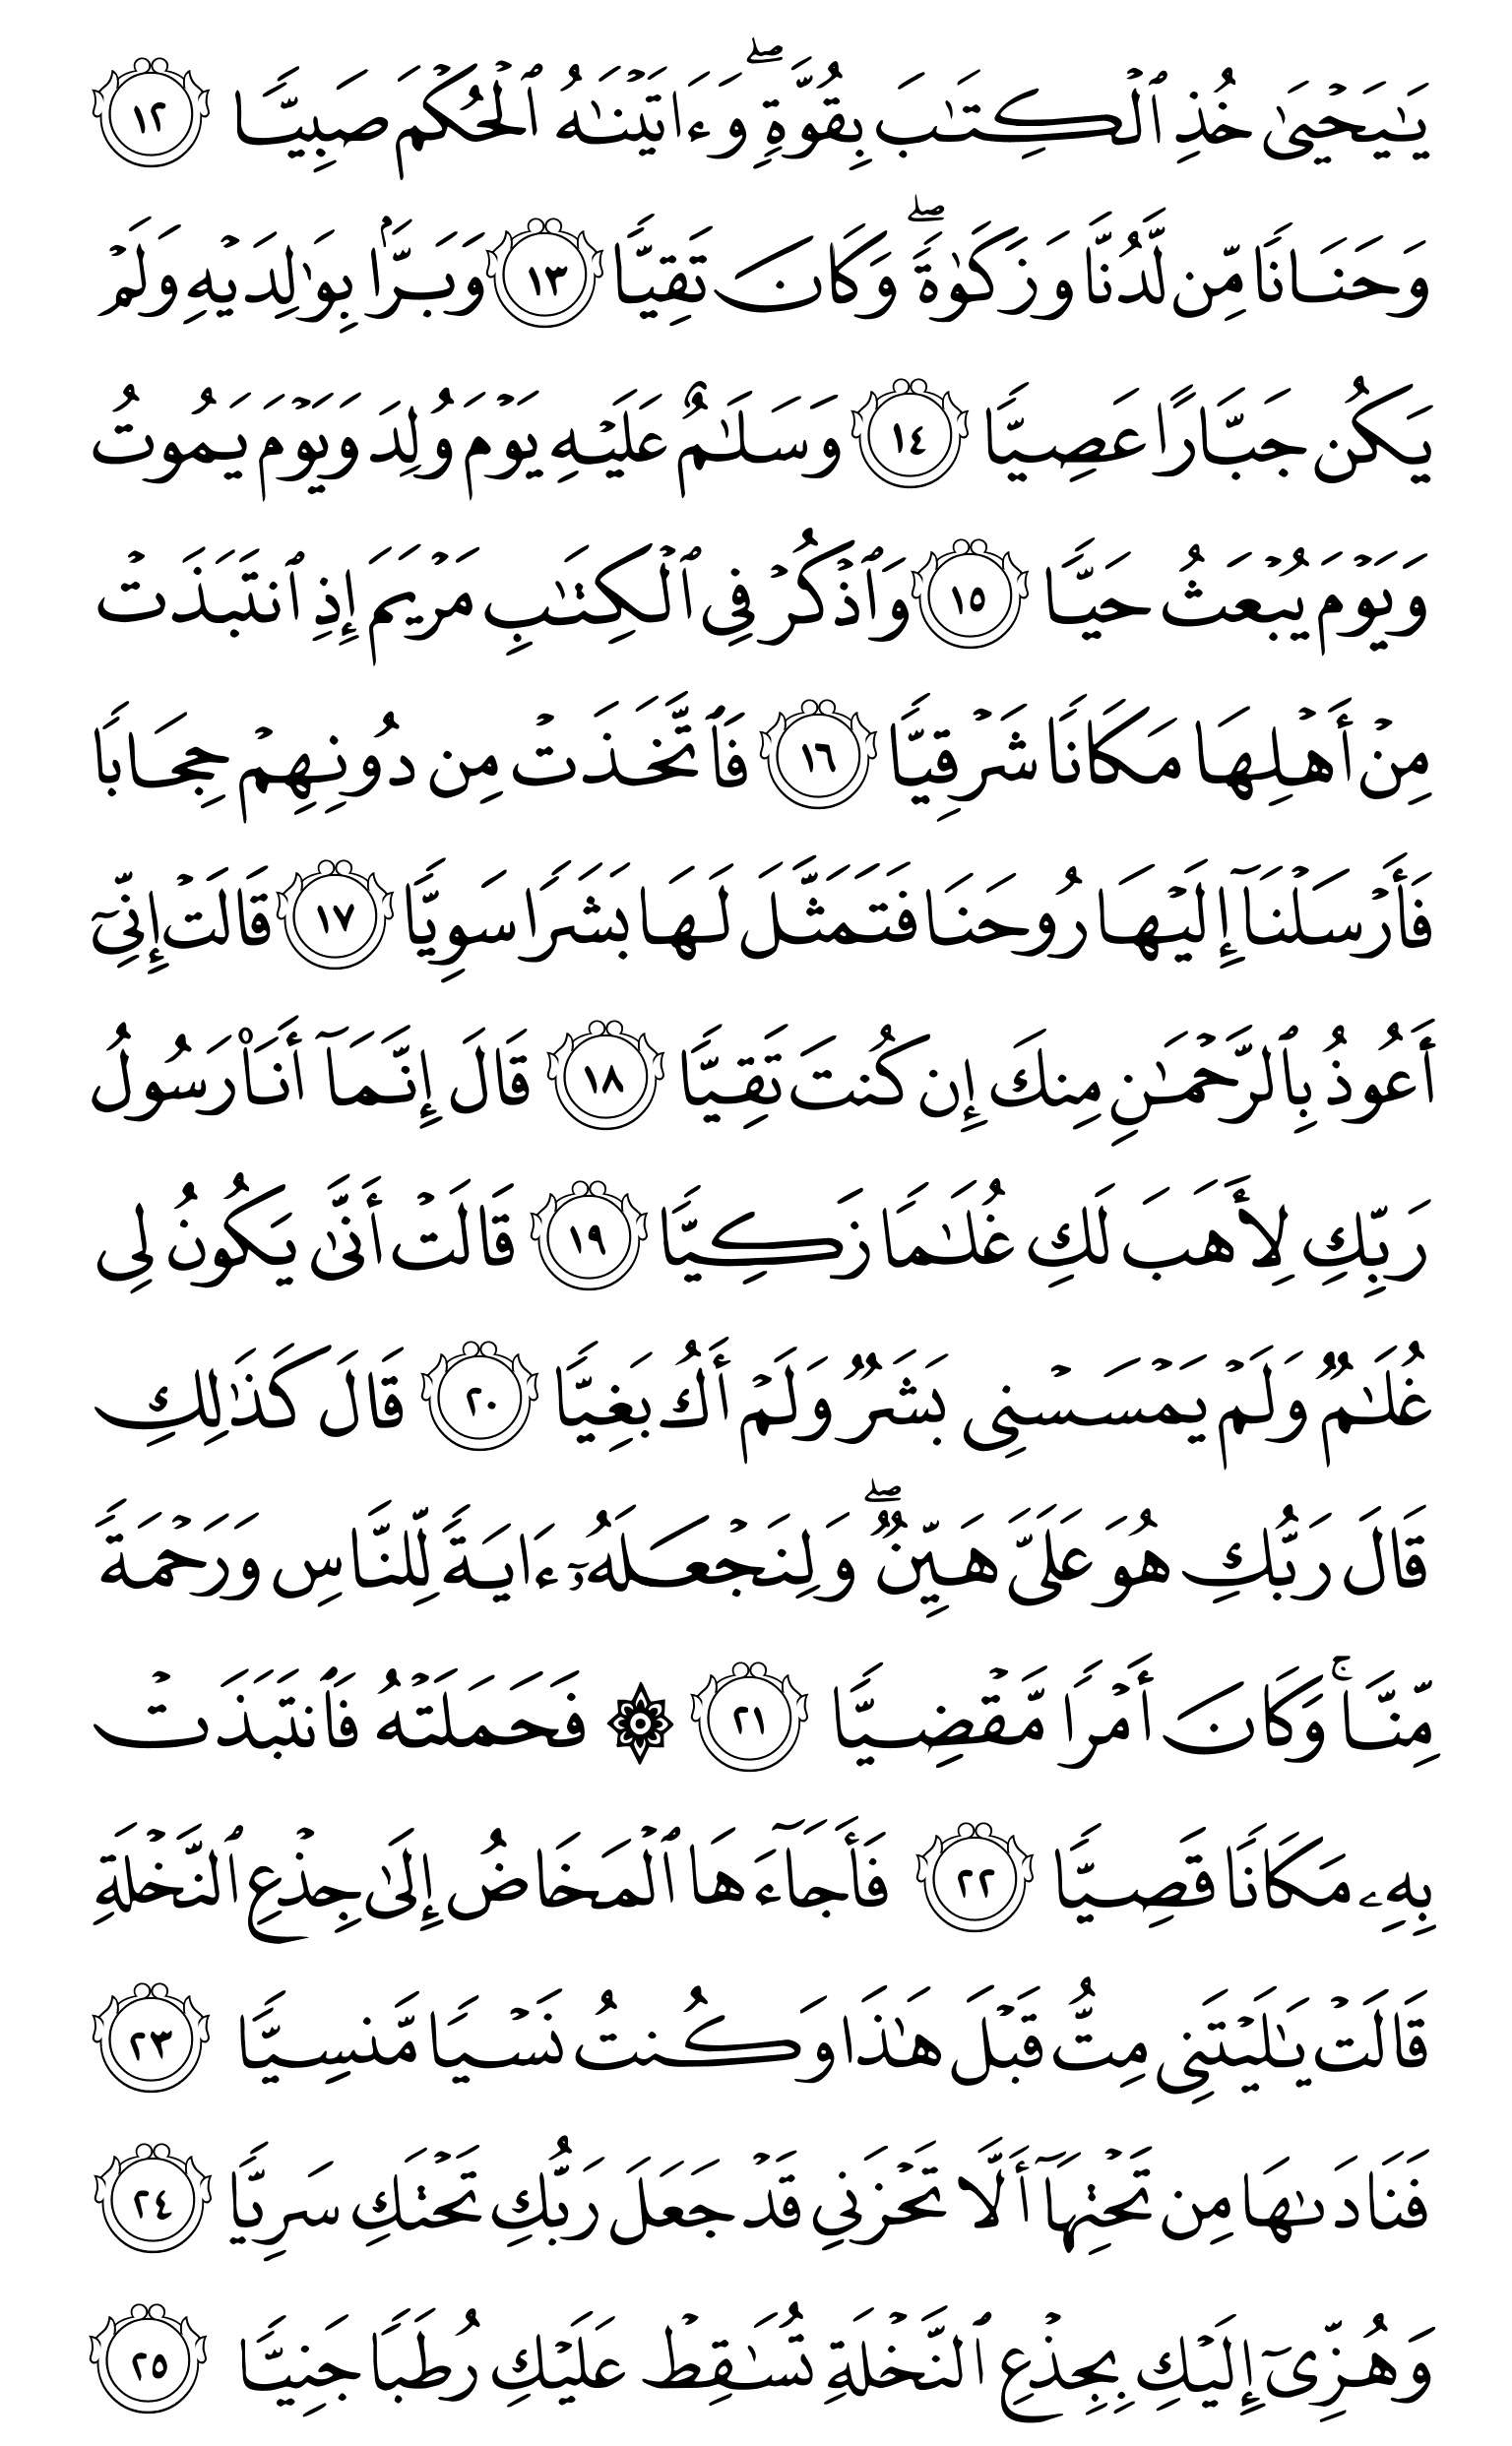 يَٰيَحۡيَىٰ خُذِ ٱلۡكِتَٰبَ بِقُوَّةٖۖ وَءَاتَيۡنَٰهُ ٱلۡحُكۡمَ صَبِيّٗا ١٢
وَحَنَانٗا مِّن لَّدُنَّا وَزَكَوٰةٗۖ وَكَانَ تَقِيّٗا ١٣ وَبَرَّۢا بِوَٰلِدَيۡهِ وَلَمۡ
يَكُن جَبَّارًا عَصِيّٗا ١٤ وَسَلَٰمٌ عَلَيۡهِ يَوۡمَ وُلِدَ وَيَوۡمَ يَمُوتُ
وَيَوۡمَ يُبۡعَثُ حَيّٗا ١٥ وَٱذۡكُرۡ فِي ٱلۡكِتَٰبِ مَرۡيَمَ إِذِ ٱنتَبَذَتۡ
مِنۡ أَهۡلِهَا مَكَانٗا شَرۡقِيّٗا ١٦ فَٱتَّخَذَتۡ مِن دُونِهِمۡ حِجَابٗا
فَأَرۡسَلۡنَآ إِلَيۡهَا رُوحَنَا فَتَمَثَّلَ لَهَا بَشَرٗا سَوِيّٗا ١٧ قَالَتۡ إِنِّيٓ
أَعُوذُ بِٱلرَّحۡمَٰنِ مِنكَ إِن كُنتَ تَقِيّٗا ١٨ قَالَ إِنَّمَآ أَنَا۠ رَسُولُ
رَبِّكِ لِأَهَبَ لَكِ غُلَٰمٗا زَكِيّٗا ١٩ قَالَتۡ أَنَّىٰ يَكُونُ لِي
غُلَٰمٞ وَلَمۡ يَمۡسَسۡنِي بَشَرٞ وَلَمۡ أَكُ بَغِيّٗا ٢٠ قَالَ كَذَٰلِكِ
قَالَ رَبُّكِ هُوَ عَلَيَّ هَيِّنٞۖ وَلِنَجۡعَلَهُۥٓ ءَايَةٗ لِّلنَّاسِ وَرَحۡمَةٗ
مِّنَّاۚ وَكَانَ أَمۡرٗا مَّقۡضِيّٗا ٢١ ۞ فَحَمَلَتۡهُ فَٱنتَبَذَتۡ
بِهِۦ مَكَانٗا قَصِيّٗا ٢٢ فَأَجَآءَهَا ٱلۡمَخَاضُ إِلَىٰ جِذۡعِ ٱلنَّخۡلَةِ
قَالَتۡ يَٰلَيۡتَنِي مِتُّ قَبۡلَ هَٰذَا وَكُنتُ نَسۡيٗا مَّنسِيّٗا ٢٣
فَنَادَىٰهَا مِن تَحۡتِهَآ أَلَّا تَحۡزَنِي قَدۡ جَعَلَ رَبُّكِ تَحۡتَكِ سَرِيّٗا ٢٤
وَهُزِّيٓ إِلَيۡكِ بِجِذۡعِ ٱلنَّخۡلَةِ تُسَٰقِطۡ عَلَيۡكِ رُطَبٗا جَنِيّٗا ٢٥